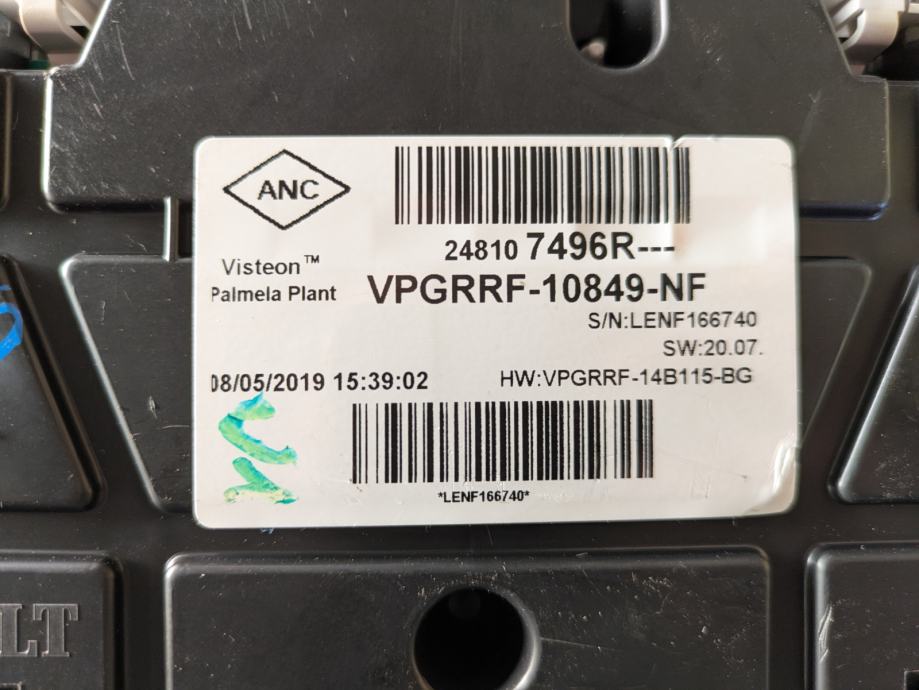 ANC
24810 7496R---
Visteon™
Palmela Plant
VPGRRF-10849-NF
S/N:LENF166740
SW:20.07.
08/05/2019 15:39:02
HW:VPGRRF-14B115-BG
*LENF166740*
LT